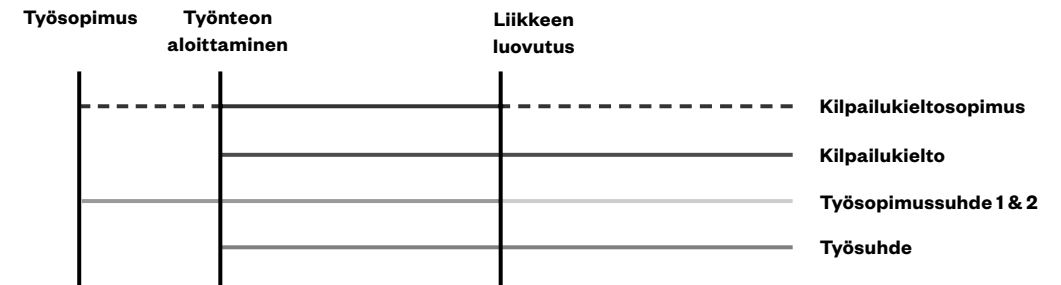 Työsopimus
Työnteon
aloittaminen
Liikkeen
luovutus
Kilpailukieltosopimus
Kilpailukielto
Työsopimussuhde 1 & 2
Työsuhde